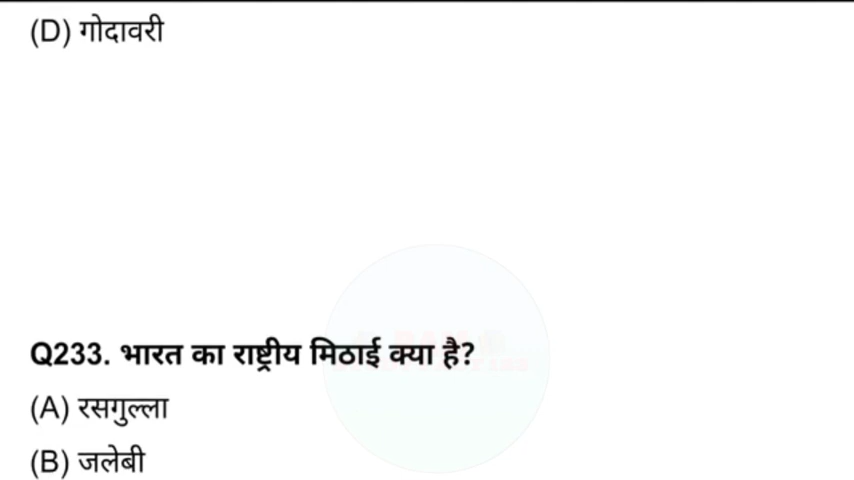 (D) गोदावरी
Q233. भारत का राष्ट्रीय मिठाई क्या है?
(A) रसगुल्ला
(B) जलेबी